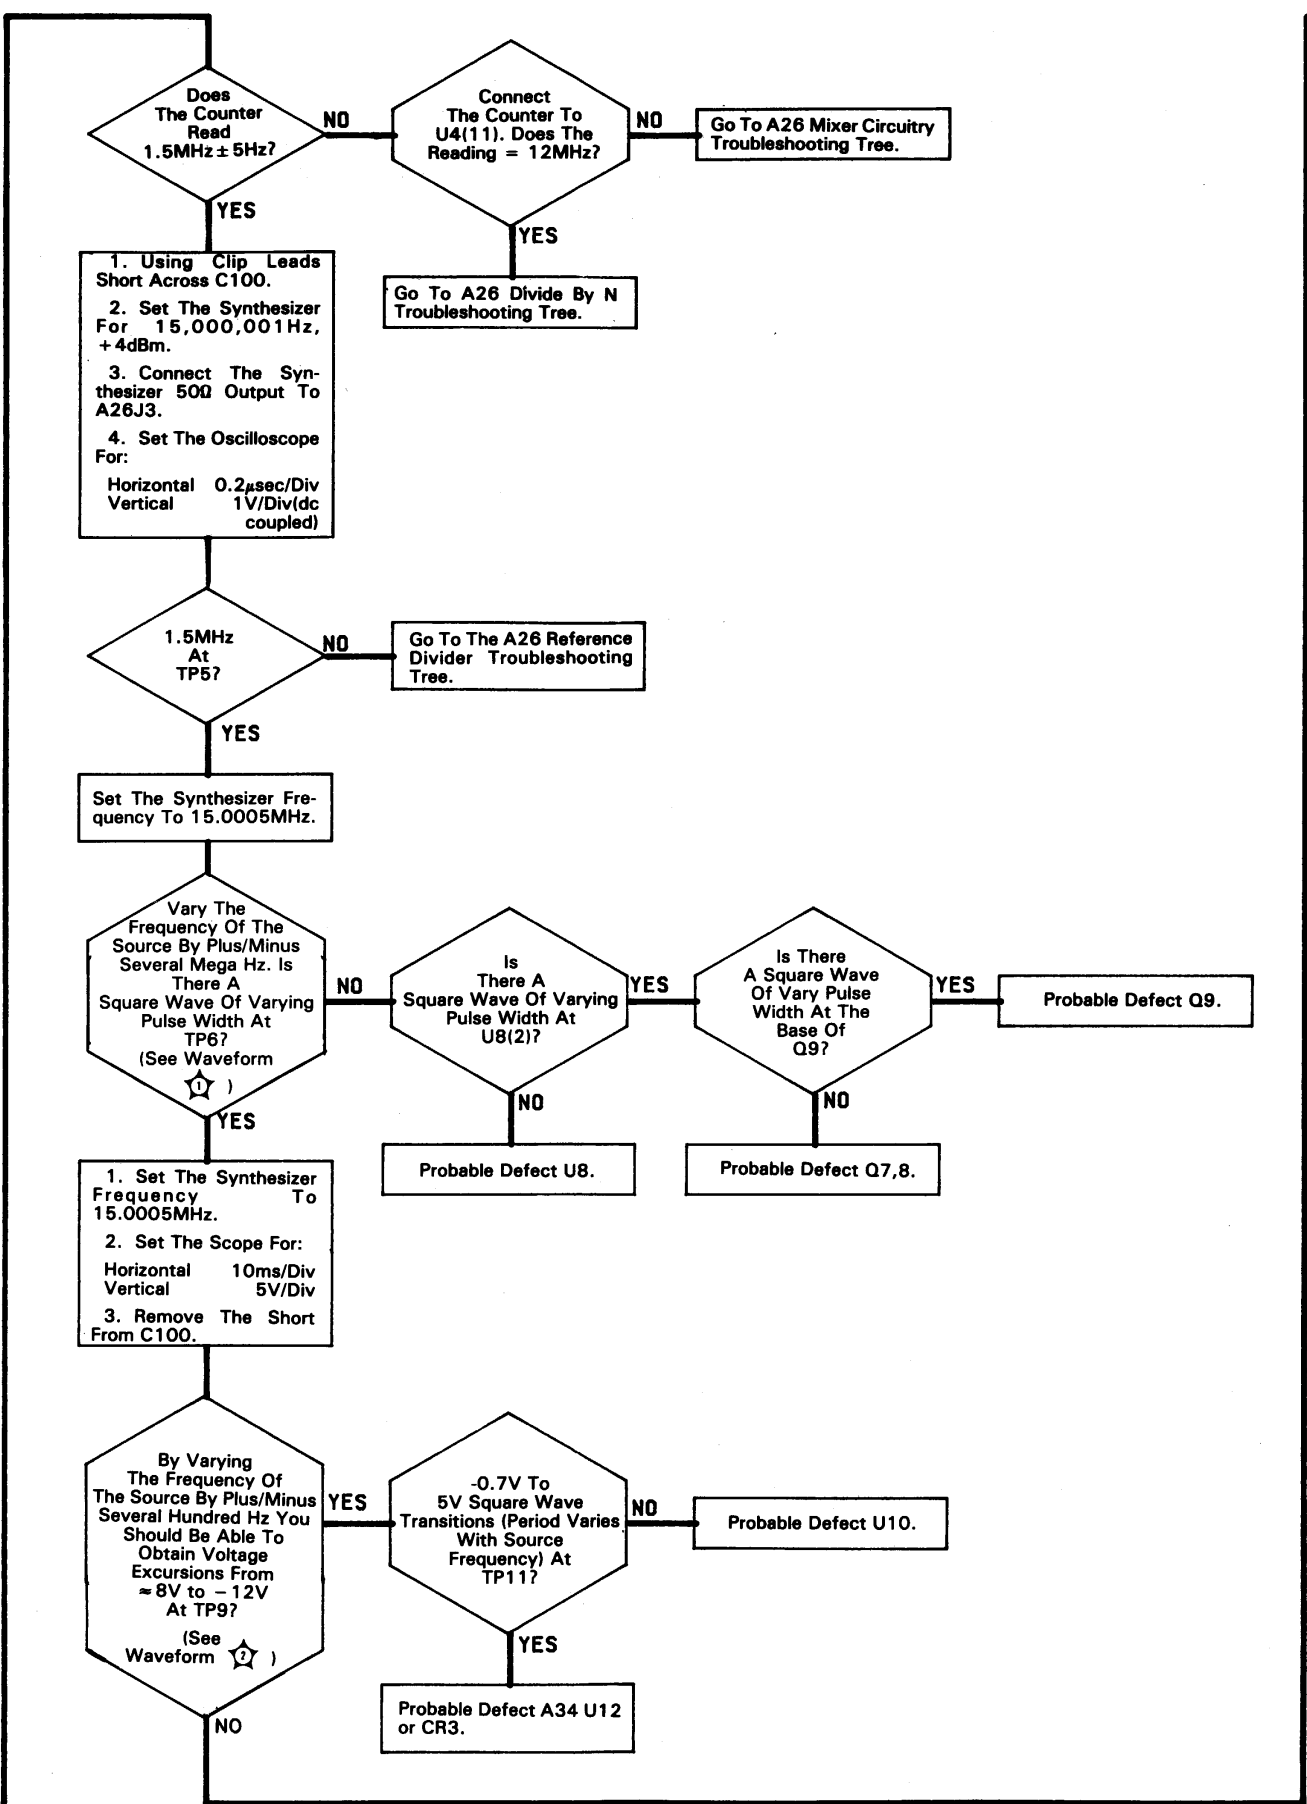 Does
The Counter
Read
1.5MHz ± 5Hz?
NO
Connect
The Counter To
U4(11). Does The
Reading = 12MHz?
NO
Go To A26 Mixer Circuitry
Troubleshooting Tree.
YES
YES
Go To A26 Divide By N
Troubleshooting Tree.
1. Using Clip Leads
Short Across C100.
2. Set The Synthesizer
For 15,000,001Hz,
+4dBm.
3. Connect The Syn-
thesizer 50Ω Output To
A26J3.
4. Set The Oscilloscope
For:
Horizontal 0.2μsec/Div
Vertical 1V/Div(dc
coupled)
1.5MHz
At
TP5?
NO
Go To The A26 Reference
Divider Troubleshooting
Tree.
YES
Set The Synthesizer Fre-
quency To 15.0005MHz.
Vary The
Frequency Of The
Source By Plus/Minus
Several Mega Hz. Is
There A
Square Wave Of Varying
Pulse Width At
TP6?
(See Waveform
1 )
NO
Is
There A
Square Wave Of Varying
Pulse Width At
U8(2)?
YES
Is There
A Square Wave
Of Vary Pulse
Width At The
Base Of
Q9?
YES
Probable Defect Q9.
YES
NO
Probable Defect U8.
NO
Probable Defect Q7,8.
1. Set The Synthesizer
Frequency To
15.0005MHz.
2. Set The Scope For:
Horizontal 10ms/Div
Vertical 5V/Div
3. Remove The Short
From C100.
By Varying
The Frequency Of
The Source By Plus/Minus
Several Hundred Hz You
Should Be Able To
Obtain Voltage
Excursions From
≈8V to −12V
At TP9?
(See
Waveform 2 )
YES
-0.7V To
5V Square Wave
Transitions (Period Varies
With Source
Frequency) At
TP11?
NO
Probable Defect U10.
YES
Probable Defect A34 U12
or CR3.
NO